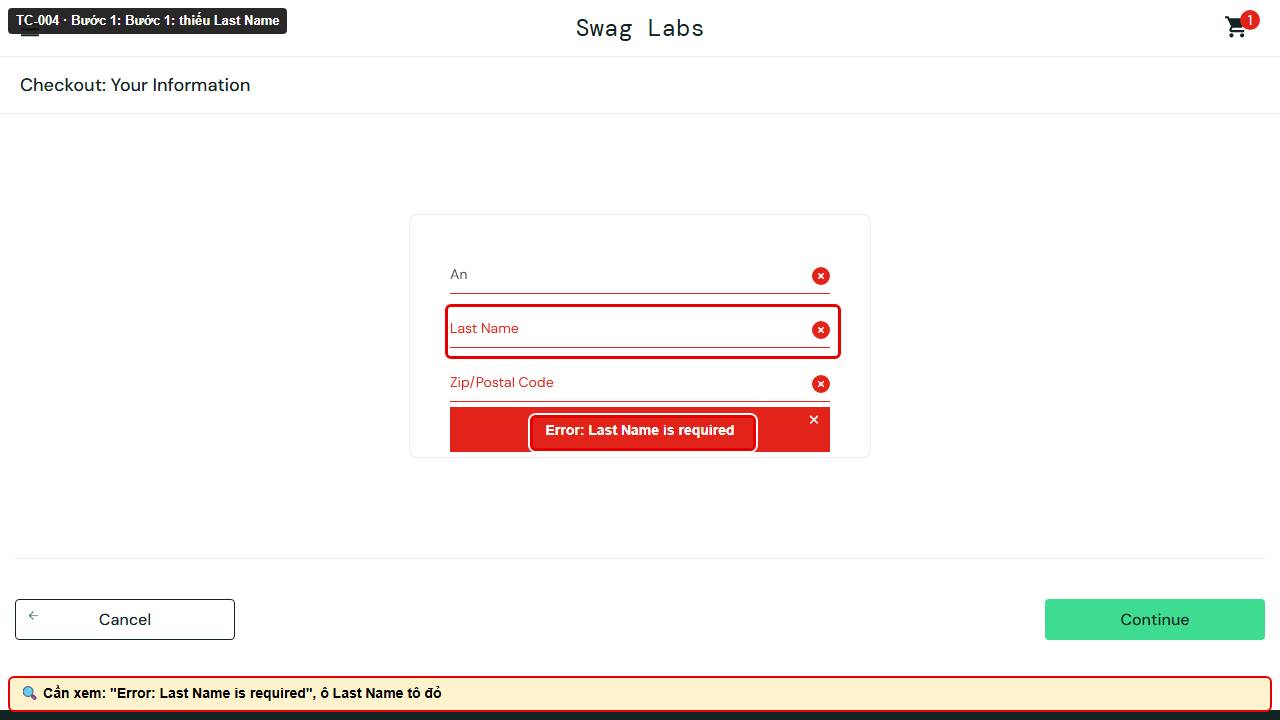 TC-004 · Bước 1: Bước 1: thiếu Last Name
Swag Labs
1
Checkout: Your Information
An
Last Name
Zip/Postal Code
Error: Last Name is required
Cancel
Continue
🔍 Cần xem: "Error: Last Name is required", ô Last Name tô đỏ